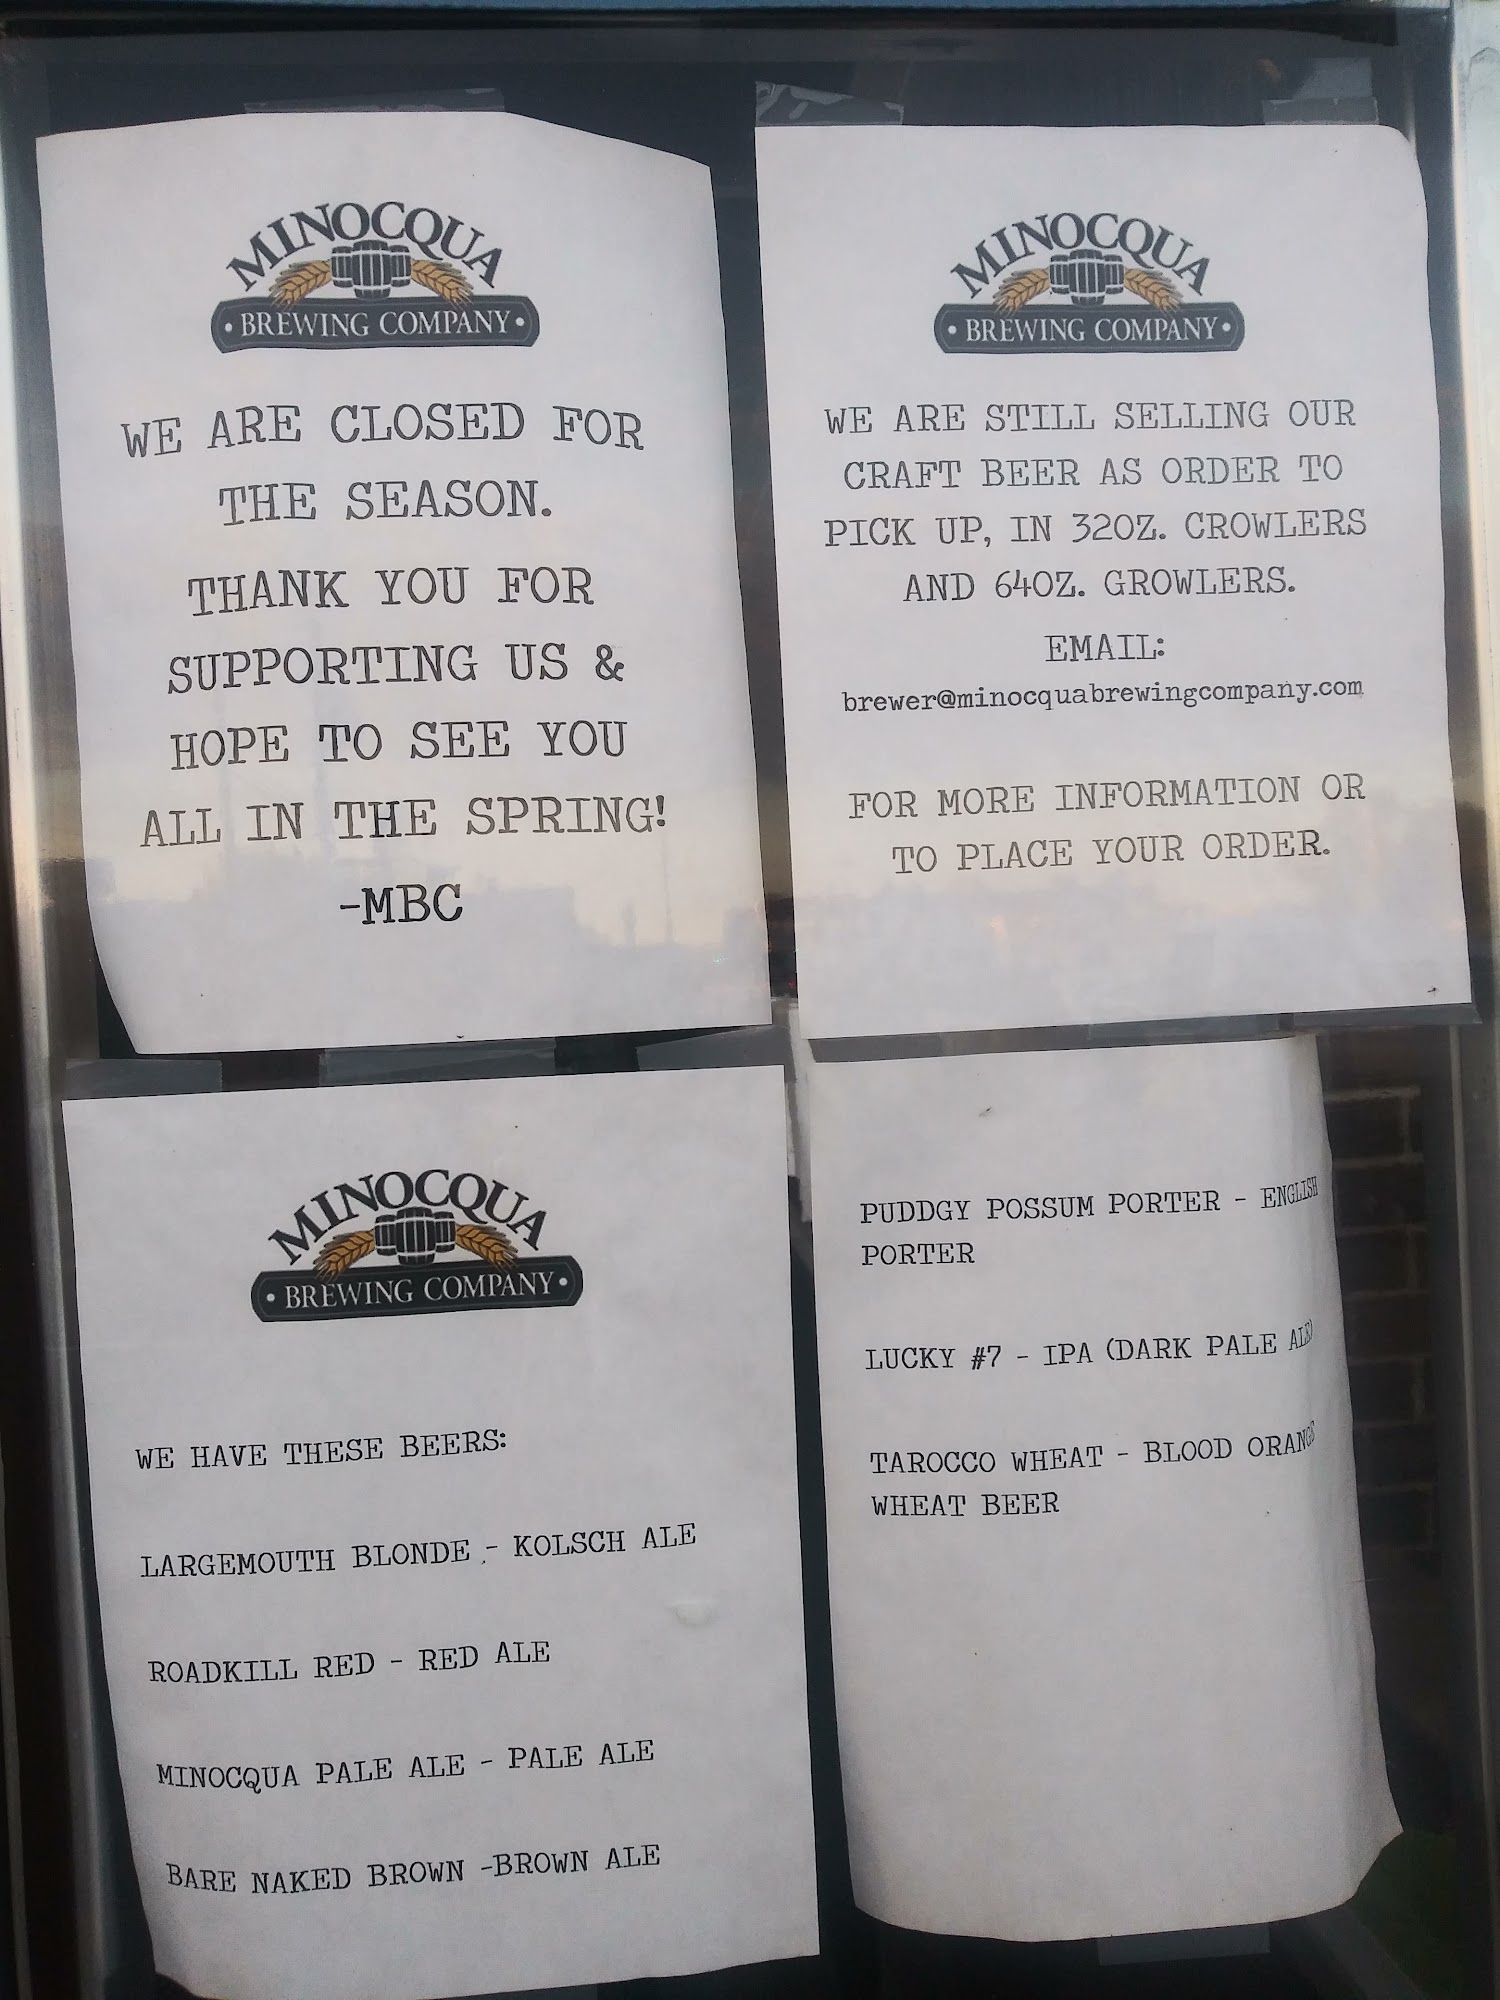 MINOCQUA
• BREWING COMPANY •
WE ARE CLOSED FOR
THE SEASON.
THANK YOU FOR
SUPPORTING US &
HOPE TO SEE YOU
ALL IN THE SPRING!
-MBC
MINOCQUA
• BREWING COMPANY •
WE ARE STILL SELLING OUR
CRAFT BEER AS ORDER TO
PICK UP, IN 32OZ. CROWLERS
AND 64OZ. GROWLERS.
EMAIL:
brewer@minocquabrewingcompany.com
FOR MORE INFORMATION OR
TO PLACE YOUR ORDER.
MINOCQUA
• BREWING COMPANY •
WE HAVE THESE BEERS:
LARGEMOUTH BLONDE - KOLSCH ALE
ROADKILL RED - RED ALE
MINOCQUA PALE ALE - PALE ALE
BARE NAKED BROWN -BROWN ALE
PUDDGY POSSUM PORTER - ENGLISH
PORTER
LUCKY #7 - IPA (DARK PALE ALE)
TAROCCO WHEAT - BLOOD ORANGE
WHEAT BEER